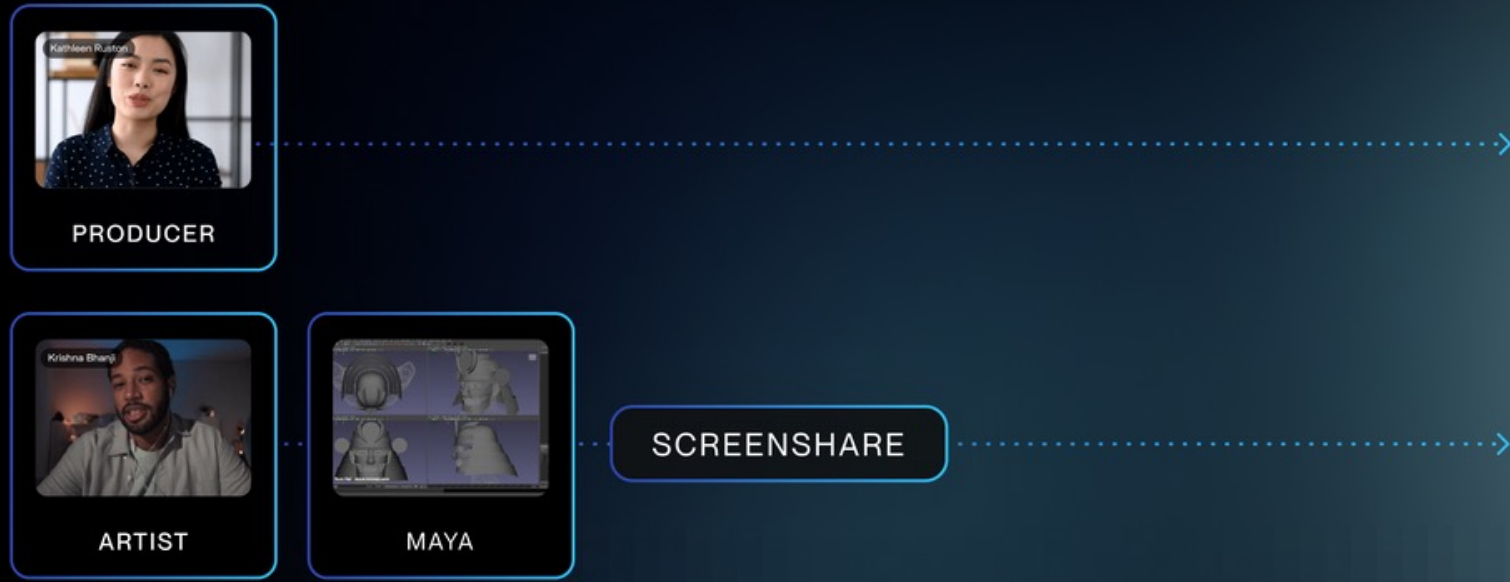 Kathleen Ruston
PRODUCER
Krishna Bhanji
ARTIST
MAYA
SCREENSHARE